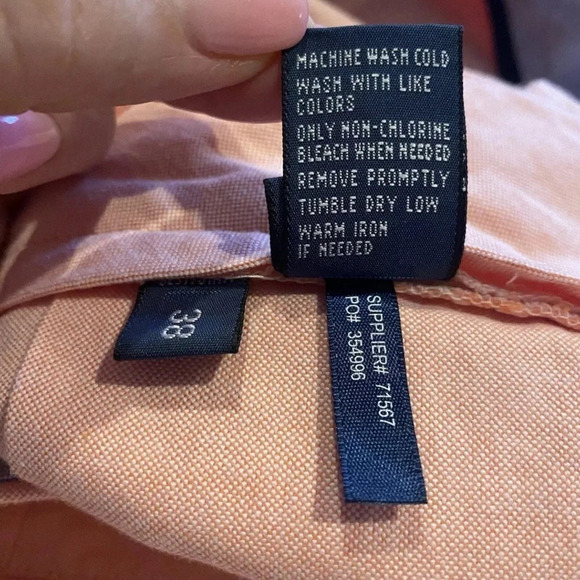 MACHINE WASH COLD
WASH WITH LIKE
COLORS
ONLY NON-CHLORINE
BLEACH WHEN NEEDED
REMOVE PROMPTLY
TUMBLE DRY LOW
WARM IRON
IF NEEDED
38
SUPPLIER# 71567
PO# 354996